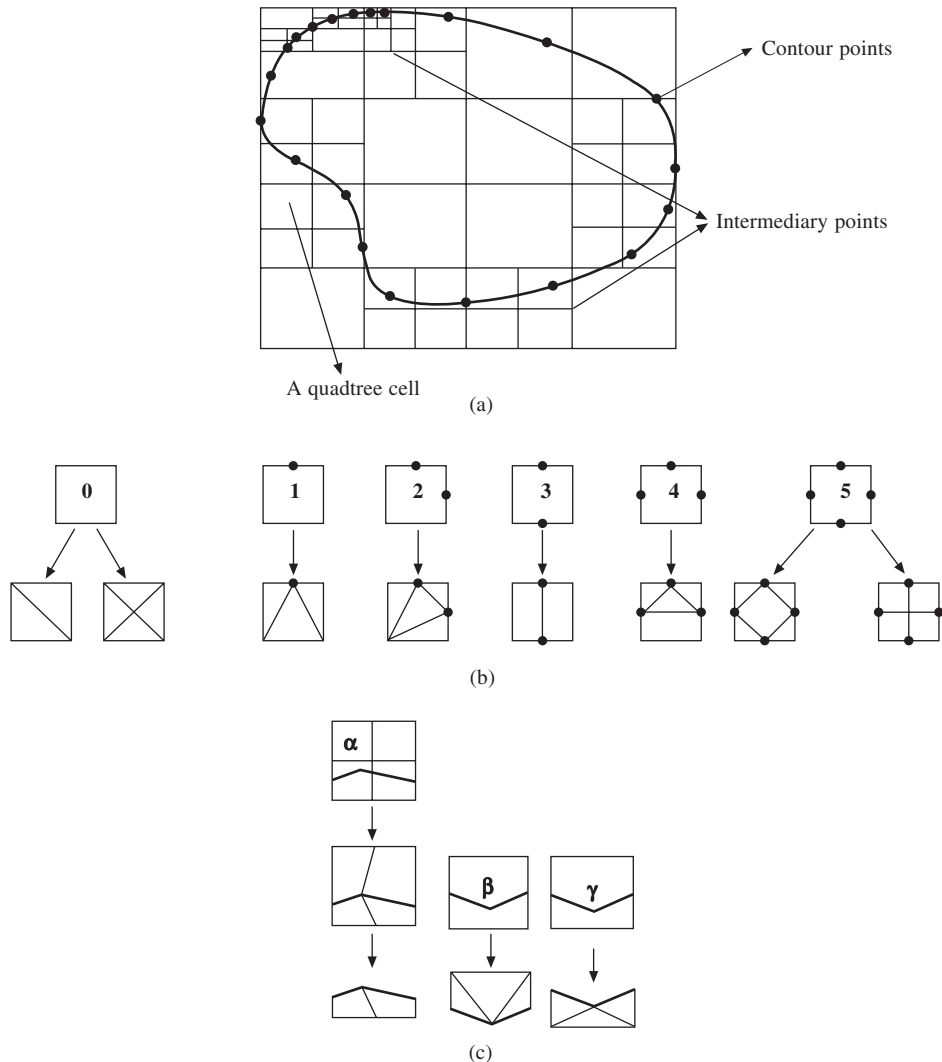 Contour points
Intermediary points
A quadtree cell
(a)
0 1 2 3 4 5
(b)
α
β γ
(c)